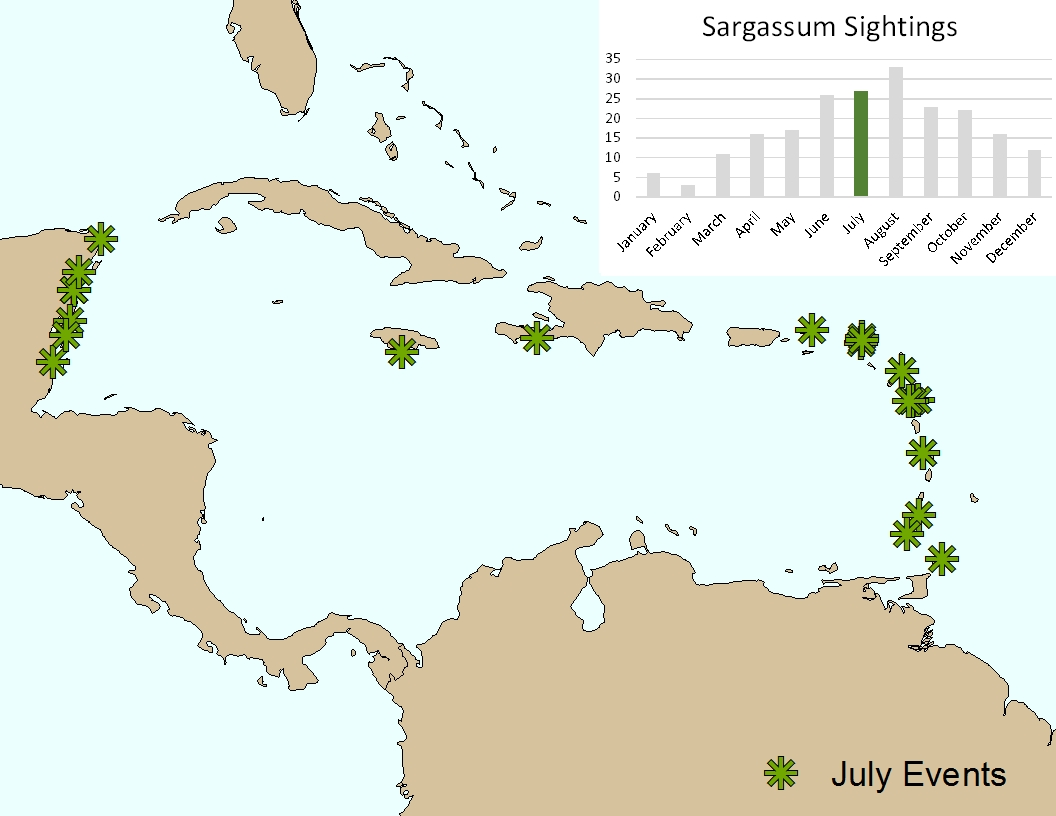 Sargassum Sightings
35
30
25
20
15
10
5
0
January
February
March
April
May
June
July
August
September
October
November
December
July Events